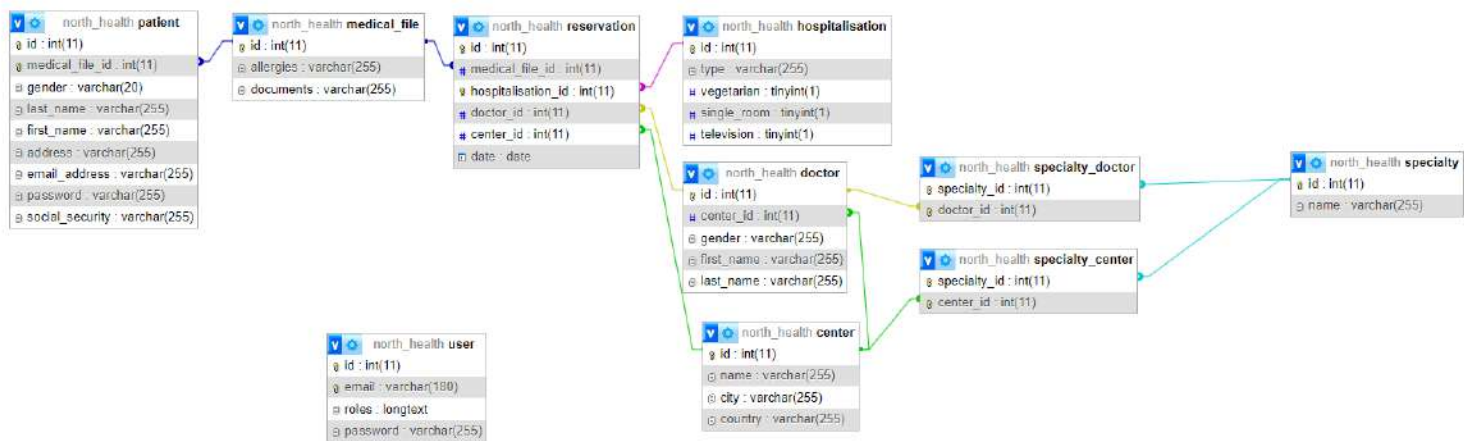 north_health patient
id : int(11)
medical_file_id : int(11)
gender : varchar(20)
last_name : varchar(255)
first_name : varchar(255)
address : varchar(255)
email_address : varchar(255)
password : varchar(255)
social_security : varchar(255)
north_health medical_file
id : int(11)
allergies : varchar(255)
documents : varchar(255)
north_health reservation
id : int(11)
# medical_file_id : int(11)
hospitalisation_id : int(11)
# doctor_id : int(11)
# center_id : int(11)
date : date
north_health hospitalisation
id : int(11)
type : varchar(255)
# vegetarian : tinyint(1)
# single_room : tinyint(1)
# television : tinyint(1)
north_health doctor
id : int(11)
# center_id : int(11)
gender : varchar(255)
first_name : varchar(255)
last_name : varchar(255)
north_health specialty_doctor
specialty_id : int(11)
doctor_id : int(11)
north_health specialty
id : int(11)
name : varchar(255)
north_health specialty_center
specialty_id : int(11)
center_id : int(11)
north_health center
id : int(11)
name : varchar(255)
city : varchar(255)
country : varchar(255)
north_health user
id : int(11)
email : varchar(180)
roles : longtext
password : varchar(255)